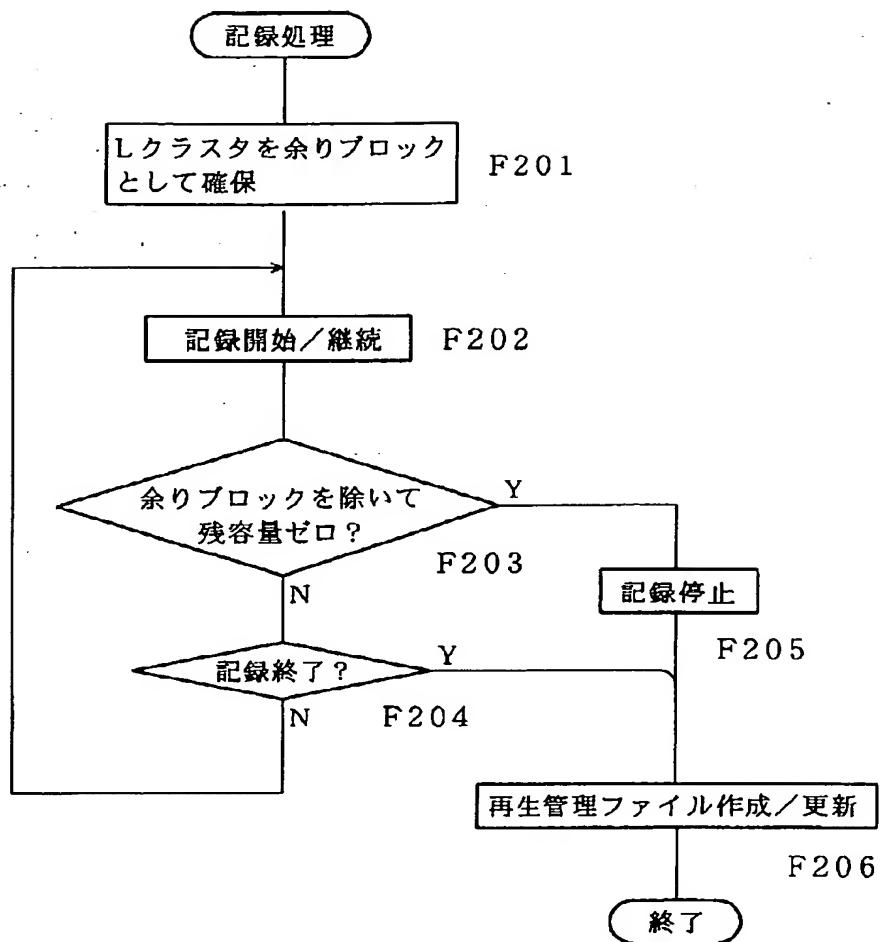 記録処理
Lクラスタを余りブロック
として確保
F201
記録開始／継続
F202
余りブロックを除いて
残容量ゼロ？
Y
F203
N
記録停止
F205
記録終了？
Y
F204
N
再生管理ファイル作成／更新
F206
終了